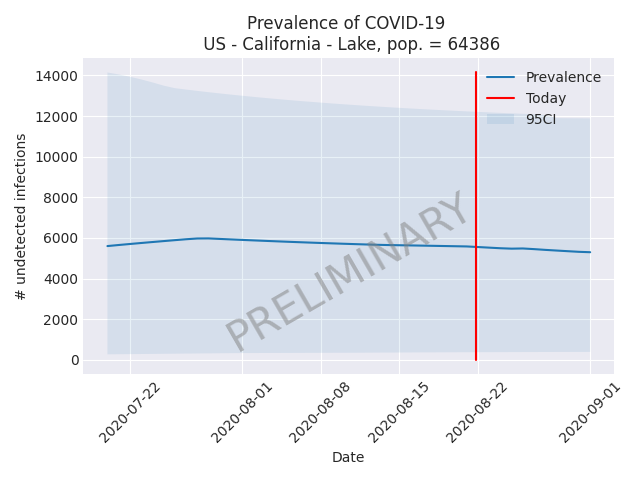 Prevalence of COVID-19
US - California - Lake, pop. = 64386
Prevalence
Today
95CI
# undetected infections
14000
12000
10000
8000
6000
4000
2000
0
PRELIMINARY
2020-07-22
2020-08-01
2020-08-08
2020-08-15
2020-08-22
2020-09-01
Date